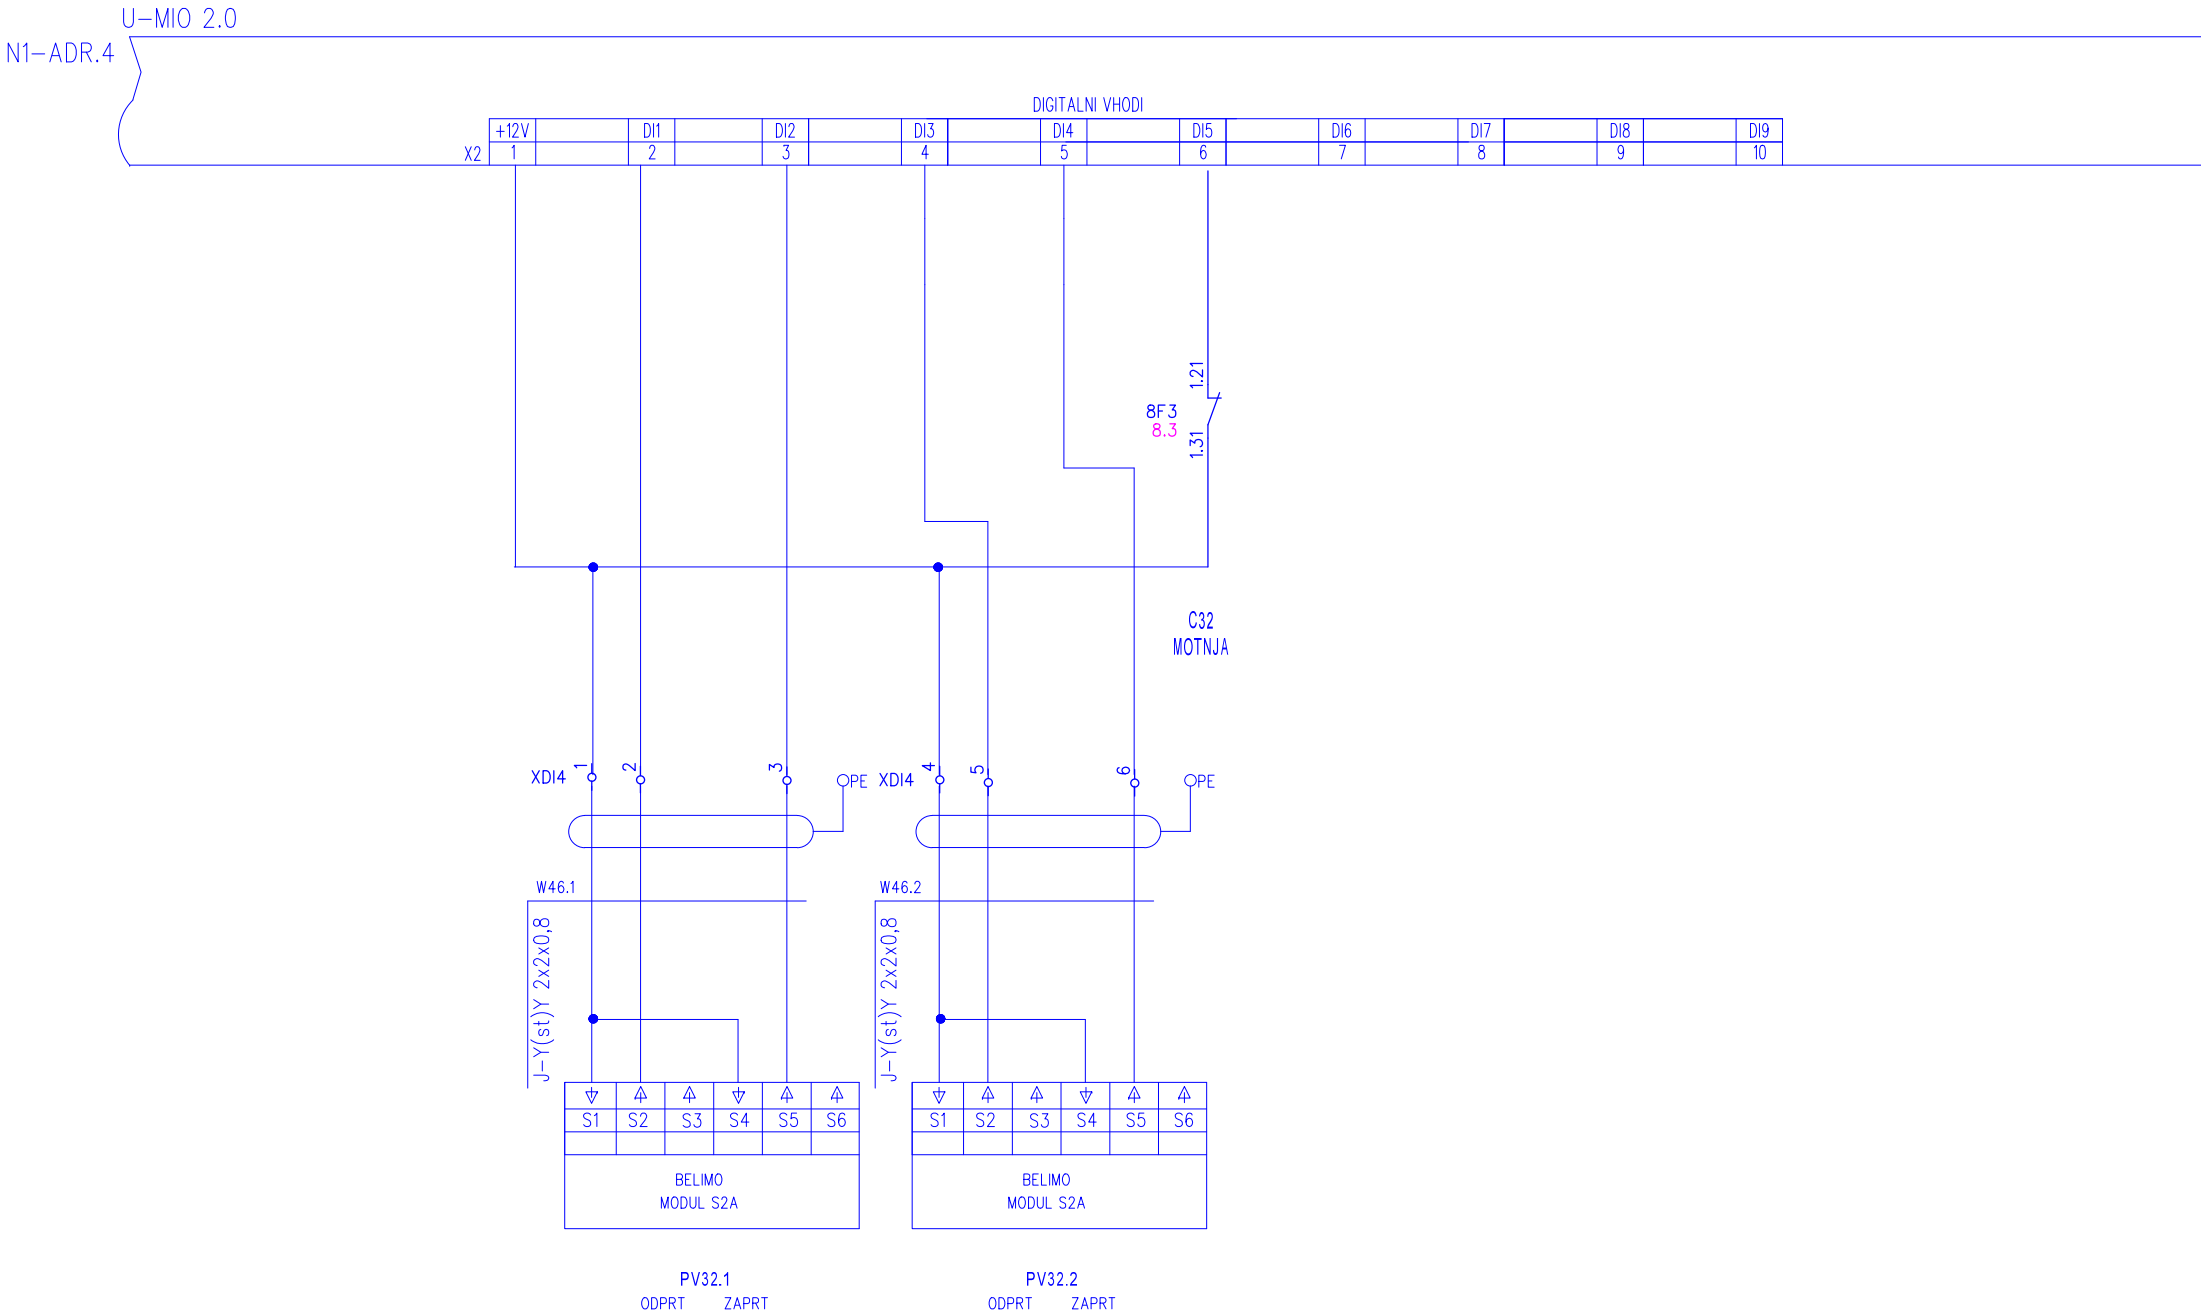 U-MIO 2.0
N1-ADR.4
DIGITALNI VHODI
+12V DI1 DI2 DI3 DI4 DI5 DI6 DI7 DI8 DI9
X2 1 2 3 4 5 6 7 8 9 10
1.21
8F3
8.3
1.31
C32
MOTNJA
XDI4 1 2 3 PE XDI4 4 5 6 PE
W46.1 W46.2
J-Y(st)Y 2x2x0,8 J-Y(st)Y 2x2x0,8
S1 S2 S3 S4 S5 S6 S1 S2 S3 S4 S5 S6
BELIMO BELIMO
MODUL S2A MODUL S2A
PV32.1 PV32.2
ODPRT ZAPRT ODPRT ZAPRT